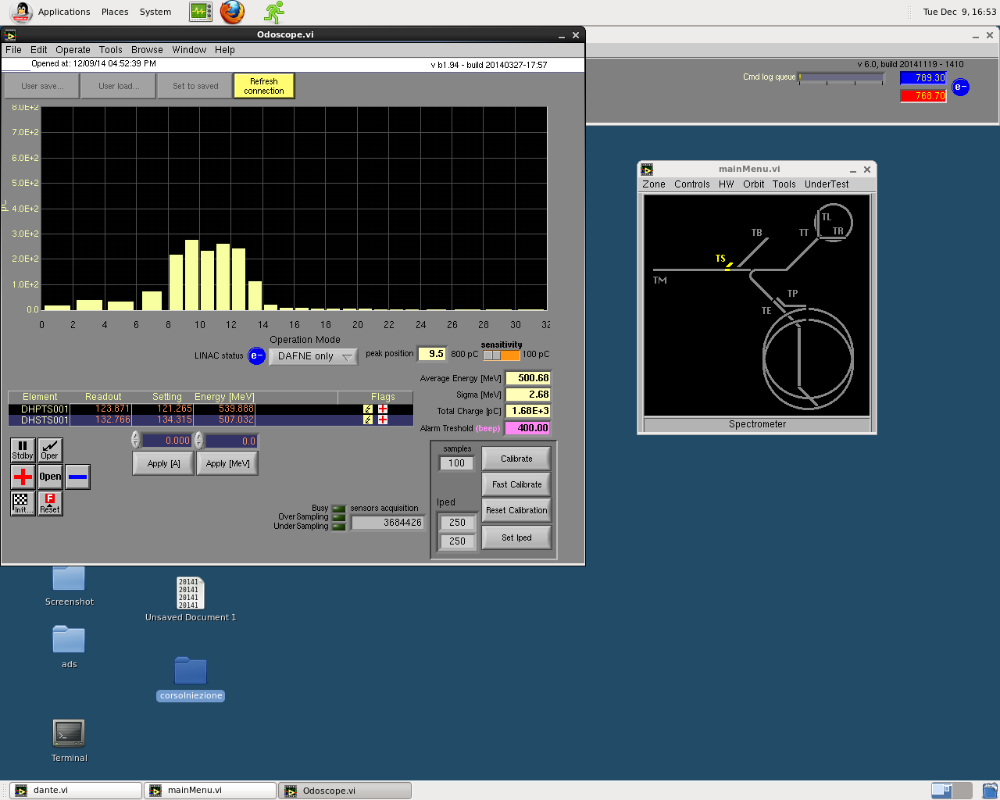 Applications Places System
Tue Dec 9, 16:53
Odoscope.vi
File Edit Operate Tools Browse Window Help
Opened at: 12/09/14 04:52:39 PM
v b1.94 - build 20140327-17:57
User save...
User load...
Set to saved
Refresh
connection
v 6.0, build 20141119 - 1410
Cmd log queue
789.30
768.70
e-
8.0E+2
7.0E+2
6.0E+2
5.0E+2
4.0E+2
3.0E+2
2.0E+2
1.0E+2
0.0
pC
0 2 4 6 8 10 12 14 16 18 20 22 24 26 28 30 32
Operation Mode
LINAC status
e-
DAFNE only
peak position
9.5
sensitivity
800 pC
100 pC
Average Energy [MeV]
500.68
Sigma [MeV]
2.68
Total Charge [pC]
1.68E+3
Alarm Treshold (beep)
400.00
Element Readout Setting Energy [MeV] Flags
DHPTS001 123.871 121.265 539.888
DHSTS001 132.766 134.315 507.032
0.000
0.0
Apply [A]
Apply [MeV]
Stdby
Oper
Open
Init...
F
Reset
Busy
OverSampling
UnderSampling
sensors acquisition
3684426
samples
100
Iped
250
250
Calibrate
Fast Calibrate
Reset Calibration
Set Iped
mainMenu.vi
Zone Controls HW Orbit Tools UnderTest
TL
TR
TT
TB
TS
TM
TP
TE
Spectrometer
Screenshot
20141
20141
20141
20141
Unsaved Document 1
ads
corsoIniezione
Terminal
dante.vi
mainMenu.vi
Odoscope.vi